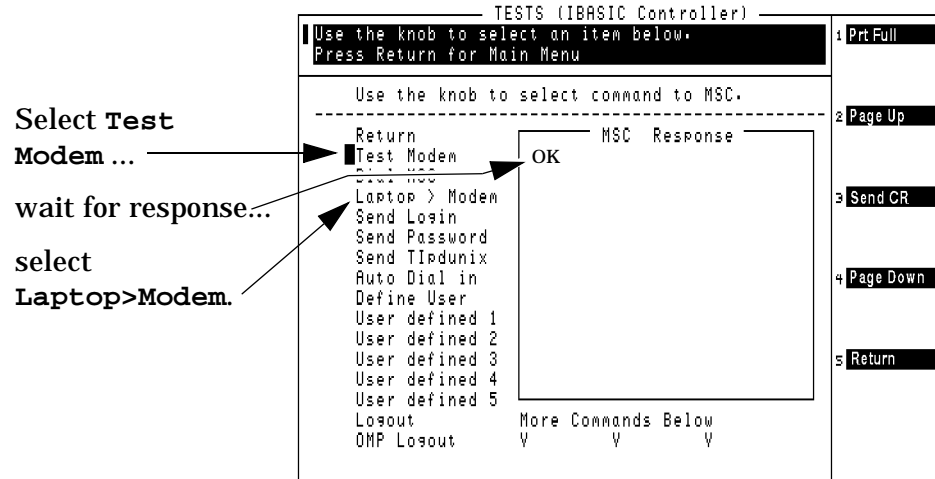 TESTS (IBASIC Controller)
Use the knob to select an item below.
Press Return for Main Menu
1 Prt Full
Use the knob to select command to MSC.
2 Page Up
Select Test
Modem ...
wait for response...
select
Laptop>Modem.
Return
Test Modem
Laptop > Modem
Send Login
Send Password
Send TIpdunix
Auto Dial in
Define User
User defined 1
User defined 2
User defined 3
User defined 4
User defined 5
Logout
OMP Logout
MSC Response
OK
More Commands Below
V V V
3 Send CR
4 Page Down
5 Return